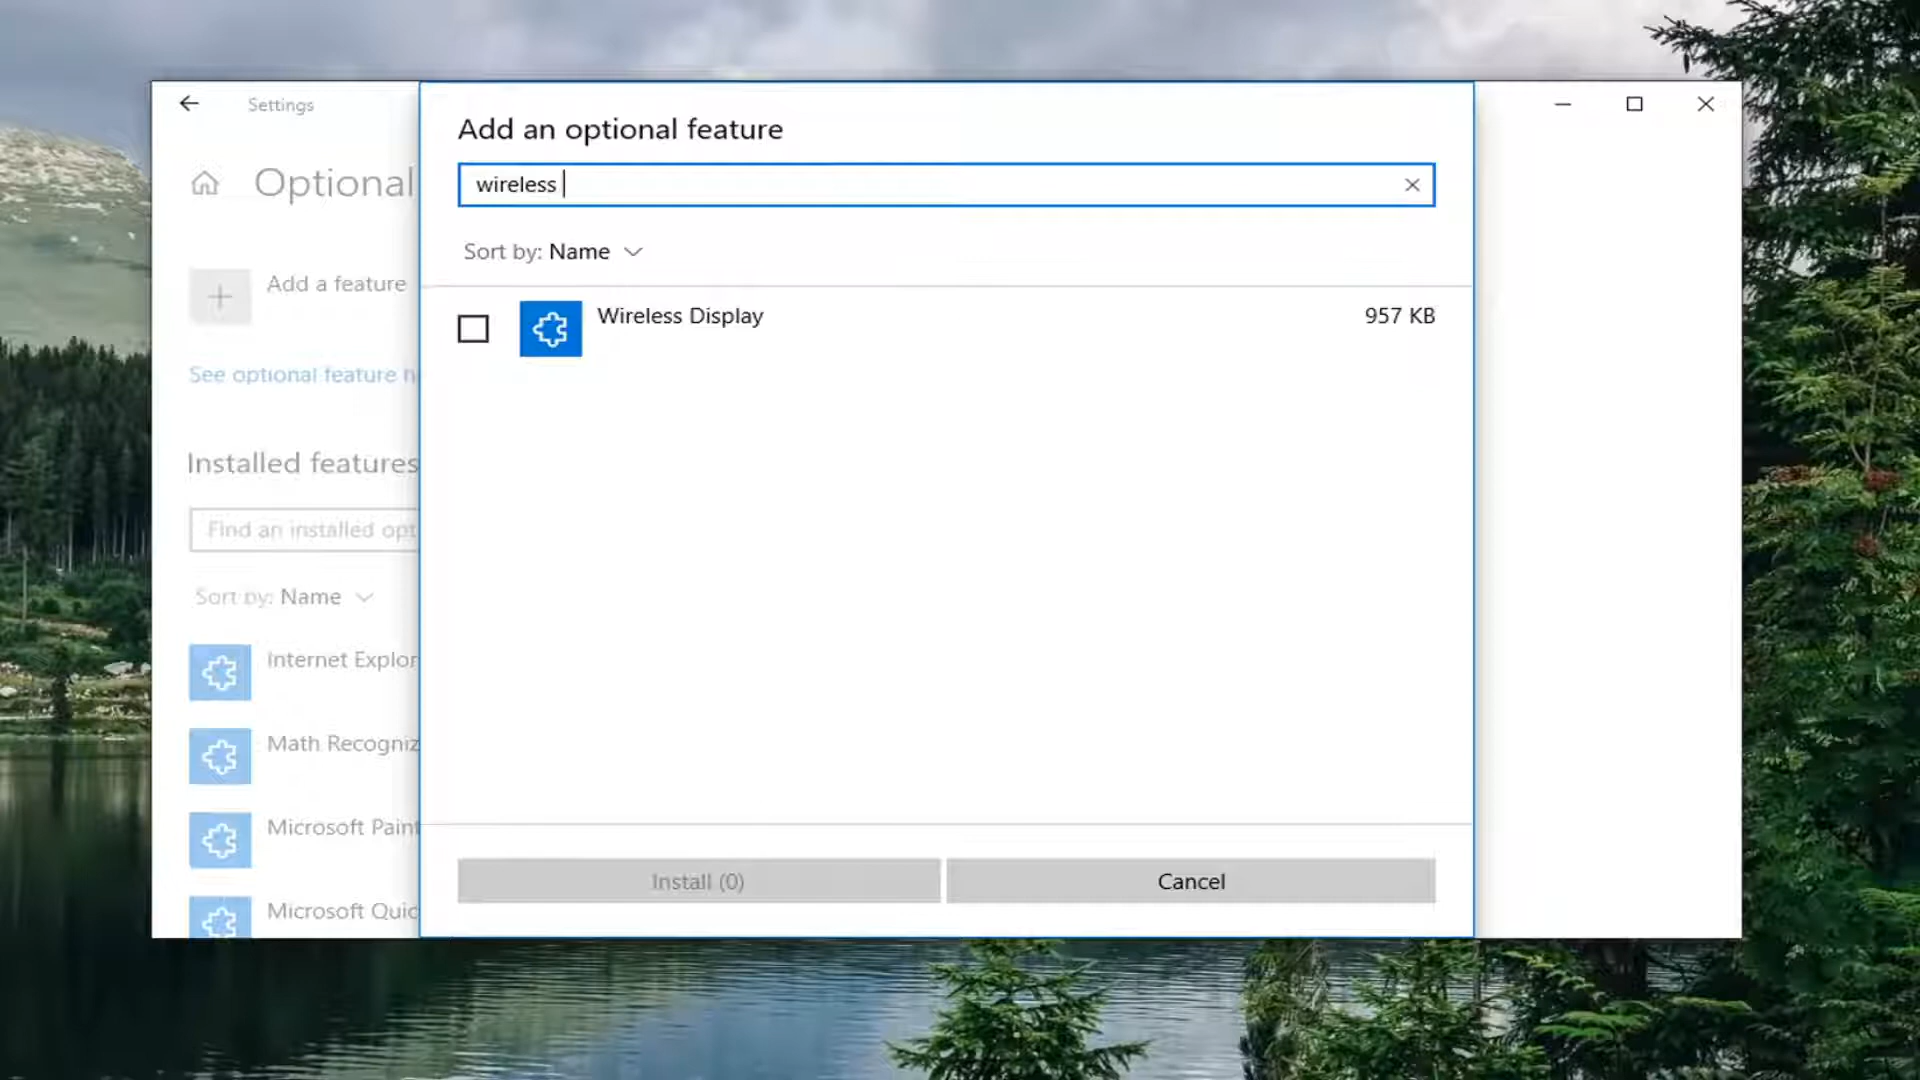 Settings
Optional
Add a feature
See optional feature
Installed features
Find an installed opt
Sort by: Name
Internet Explor
Math Recogniz
Microsoft Paint
Microsoft Quic
Add an optional feature
wireless
Sort by: Name
Wireless Display
957 KB
Install (0)
Cancel